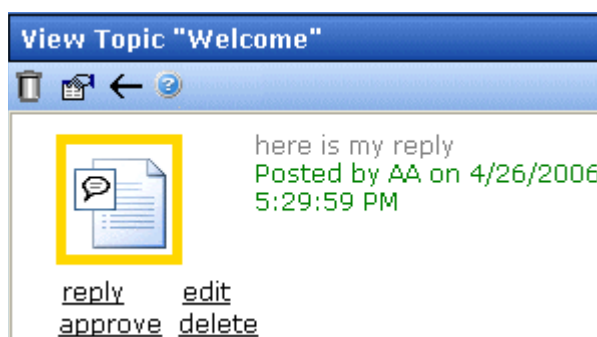 View Topic "Welcome"
here is my reply
Posted by AA on 4/26/2006
5:29:59 PM
reply edit
approve delete